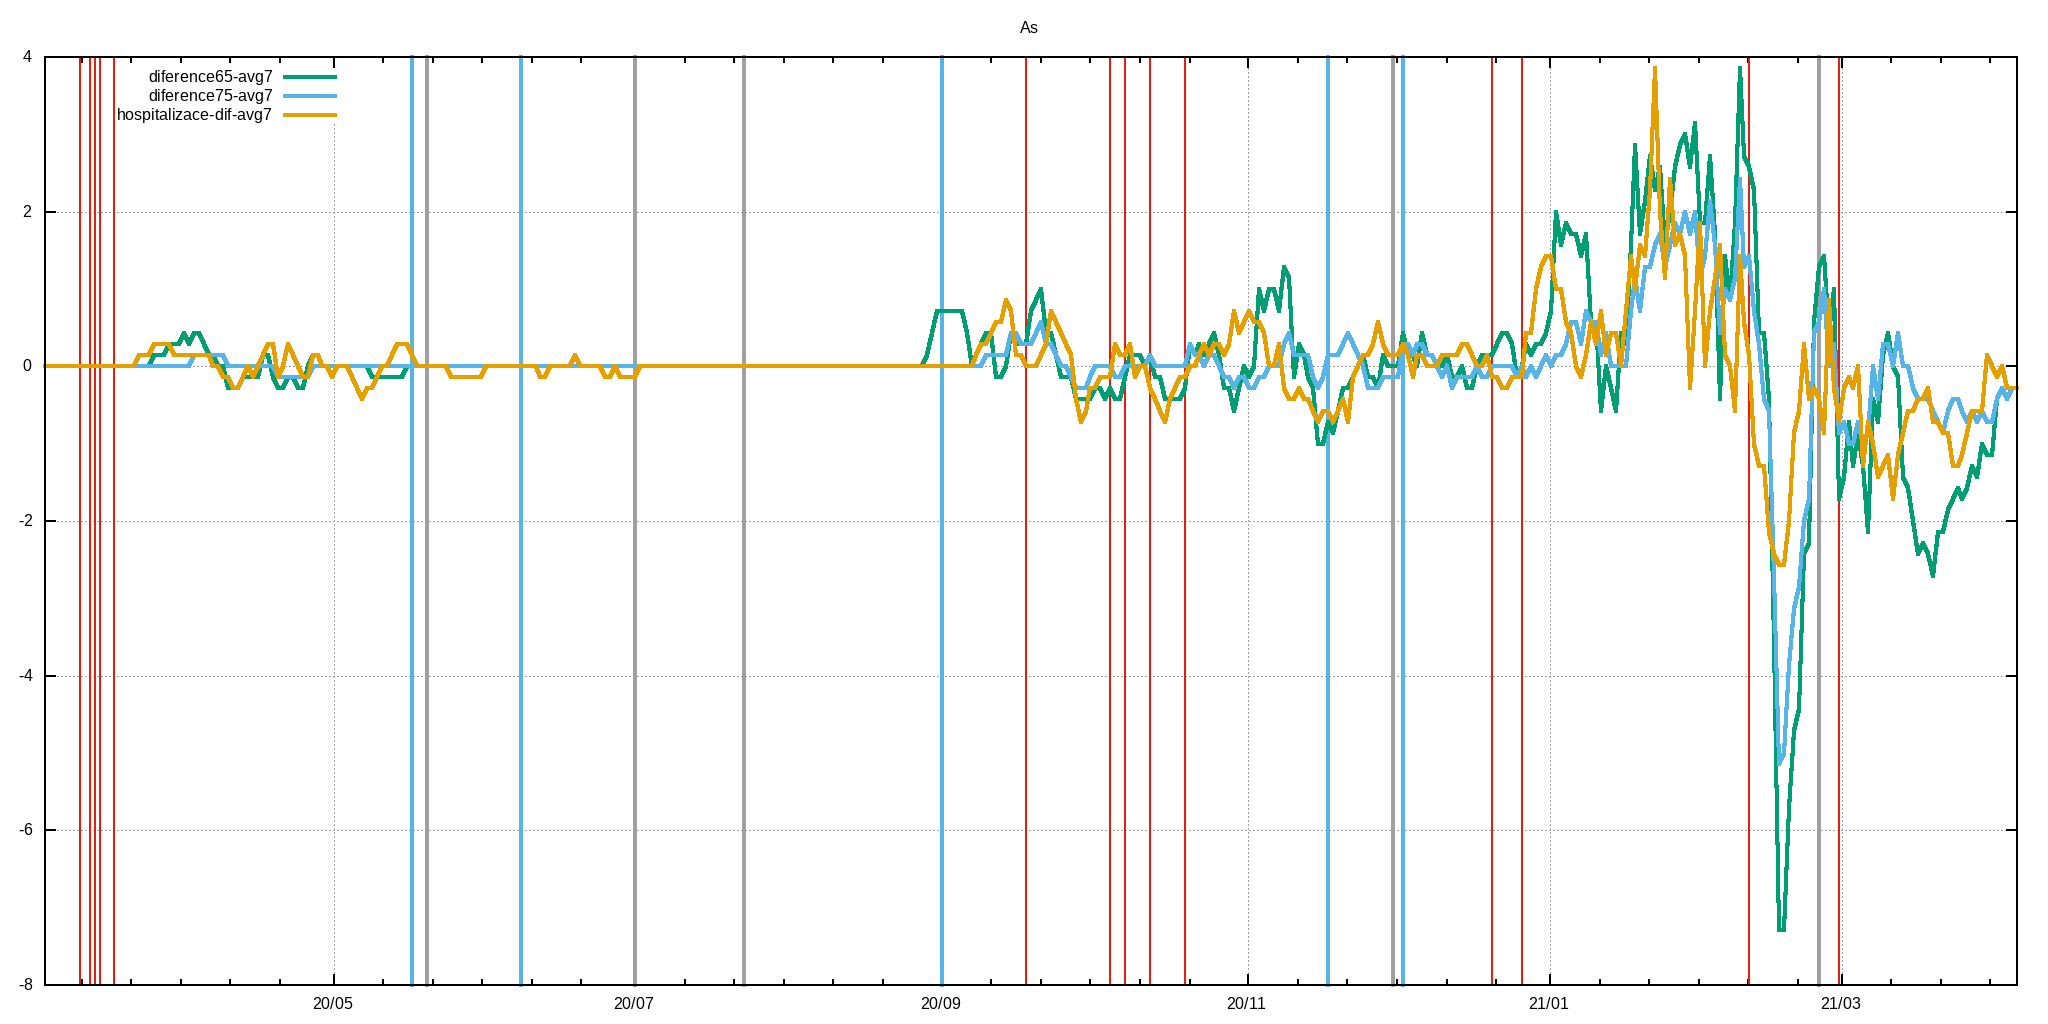 As
4
diference65-avg7
diference75-avg7
hospitalizace-dif-avg7
2
0
-2
-4
-6
-8
20/05 20/07 20/09 20/11 21/01 21/03